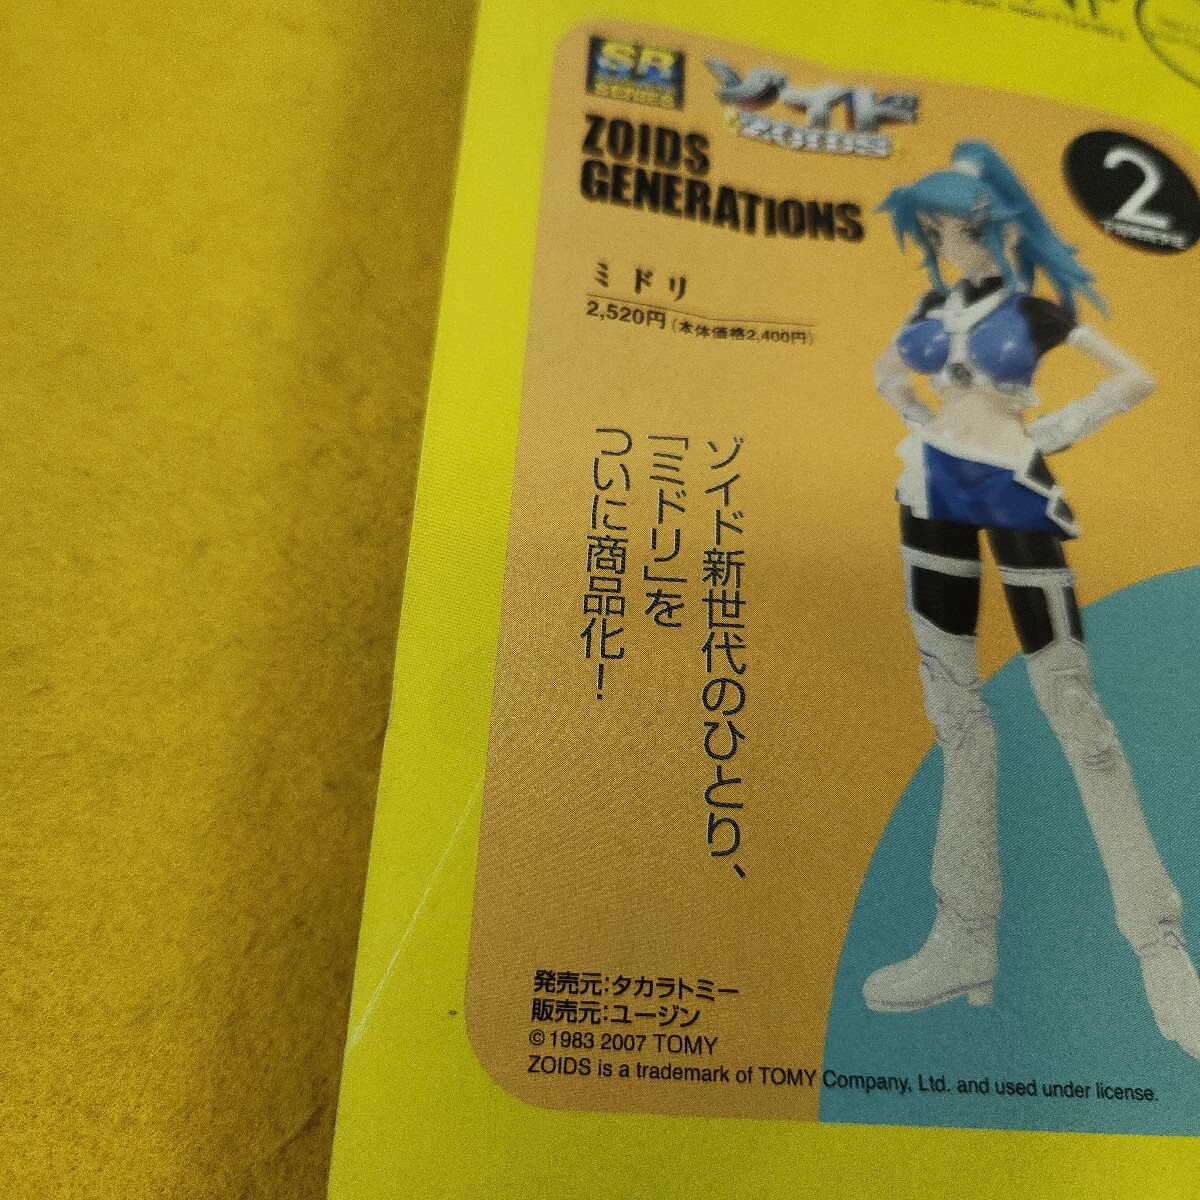 SR
SERIES
ゾイド
ZOIDS
ZOIDS
GENERATIONS
2
ミドリ
2,520円(本体価格2,400円)
ゾイド新世代のひとり、
「ミドリ」を
ついに商品化!
発売元:タカラトミー
販売元:ユージン
© 1983 2007 TOMY
ZOIDS is a trademark of TOMY Company, Ltd. and used under license.